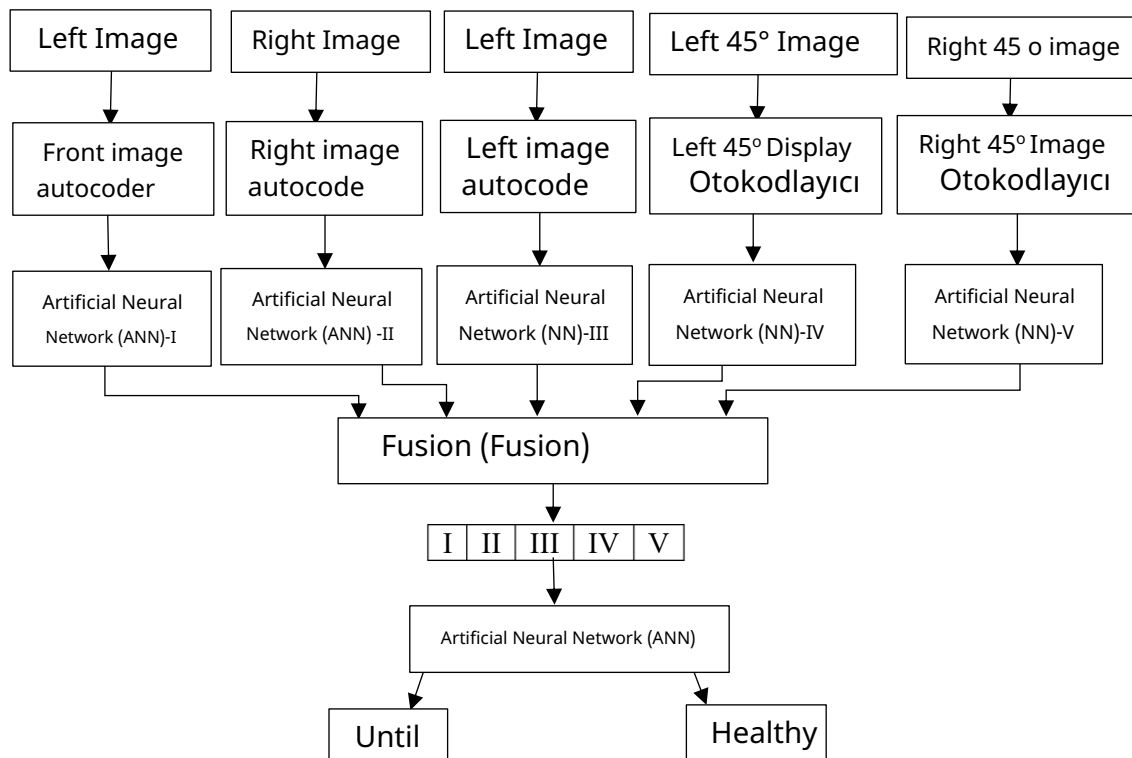 Left Image
Right Image
Left Image
Left 45° Image
Right 45 o image
Front image
autocoder
Right image
autocode
Left image
autocode
Left 45º Display
Otokodlayıcı
Right 45º Image
Otokodlayıcı
Artificial Neural
Network (ANN)-I
Artificial Neural
Network (ANN) -II
Artificial Neural
Network (NN)-III
Artificial Neural
Network (NN)-IV
Artificial Neural
Network (NN)-V
Fusion (Fusion)
I II III IV V
Artificial Neural Network (ANN)
Until
Healthy